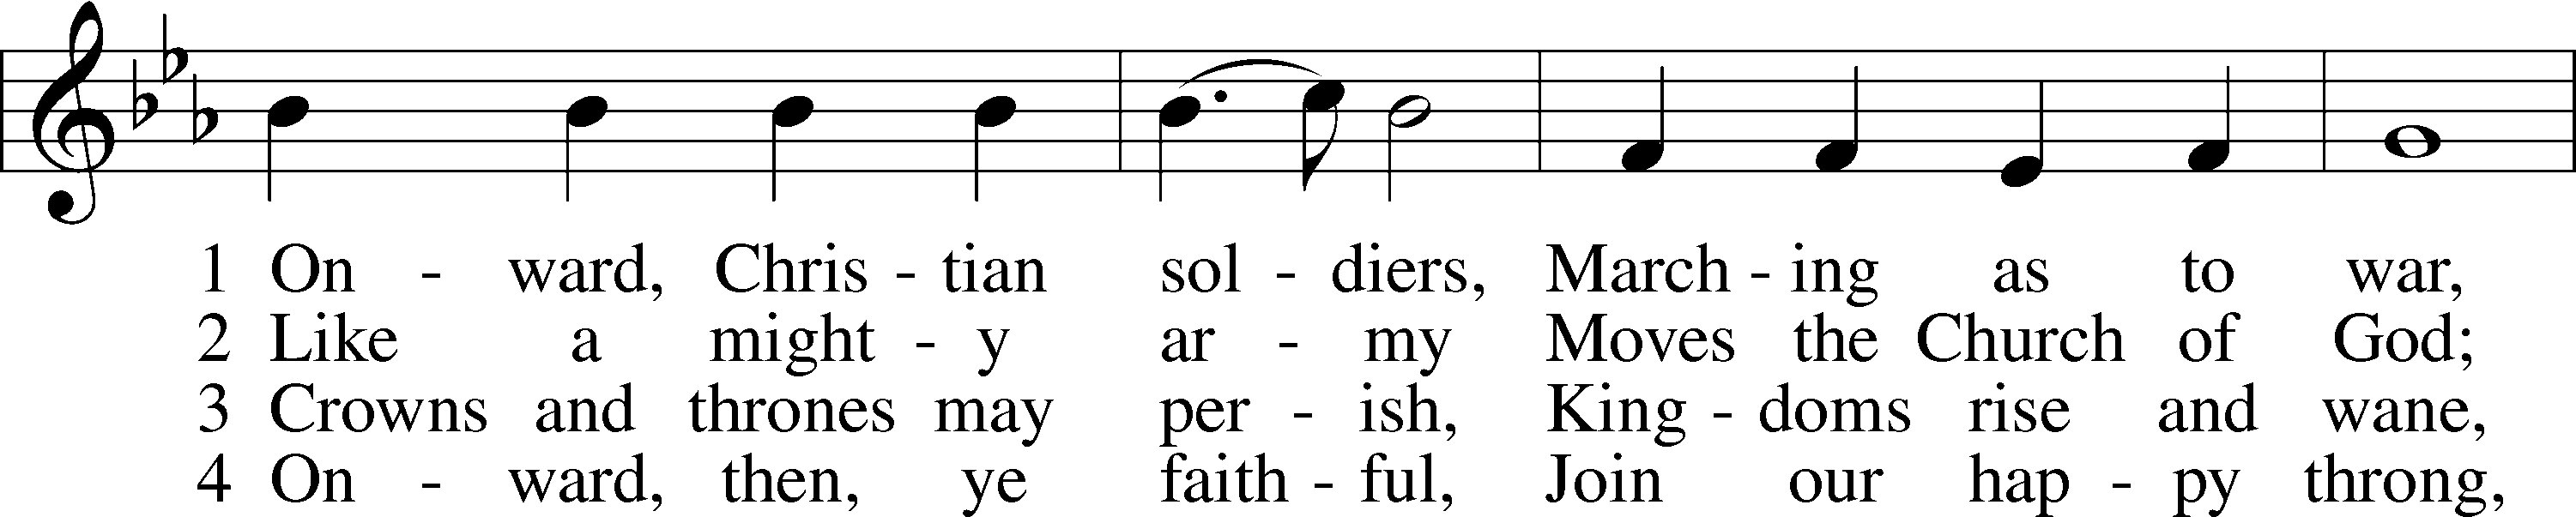 1 On - ward, Chris - tian sol - diers, March - ing as to war,
2 Like a might - y ar - my Moves the Church of God;
3 Crowns and thrones may per - ish, King - doms rise and wane,
4 On - ward, then, ye faith - ful, Join our hap - py throng,